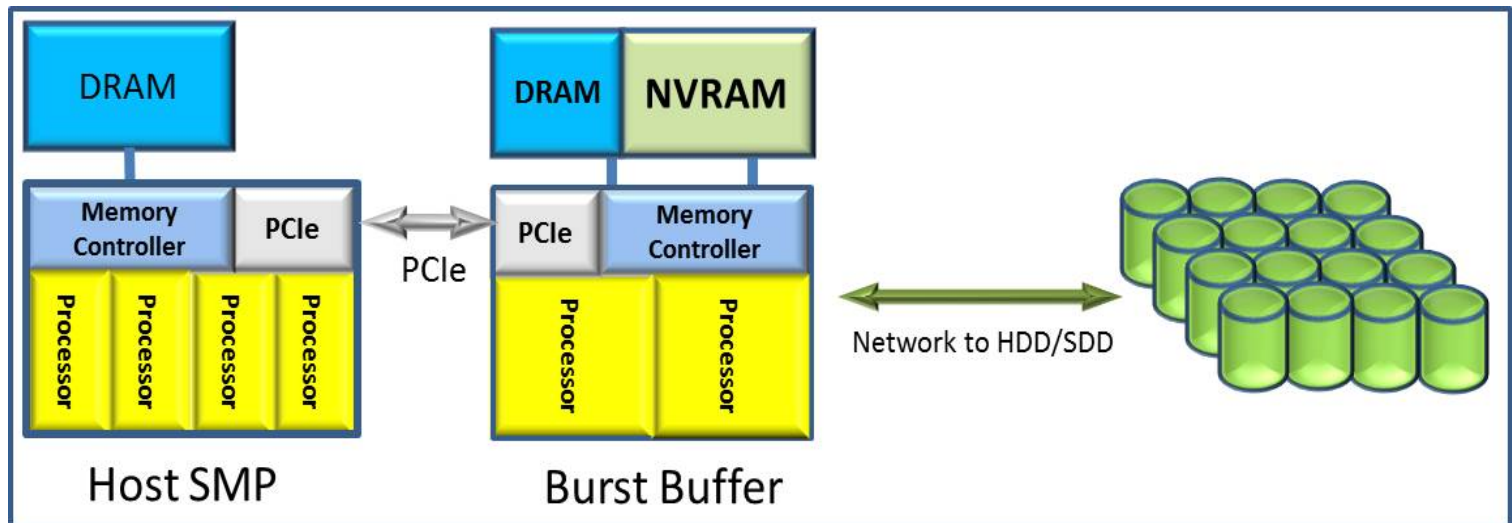 DRAM
Memory
Controller
PCIe
Processor
Processor
Processor
Processor
Host SMP
PCIe
DRAM
NVRAM
PCIe
Memory
Controller
Processor
Processor
Burst Buffer
Network to HDD/SDD